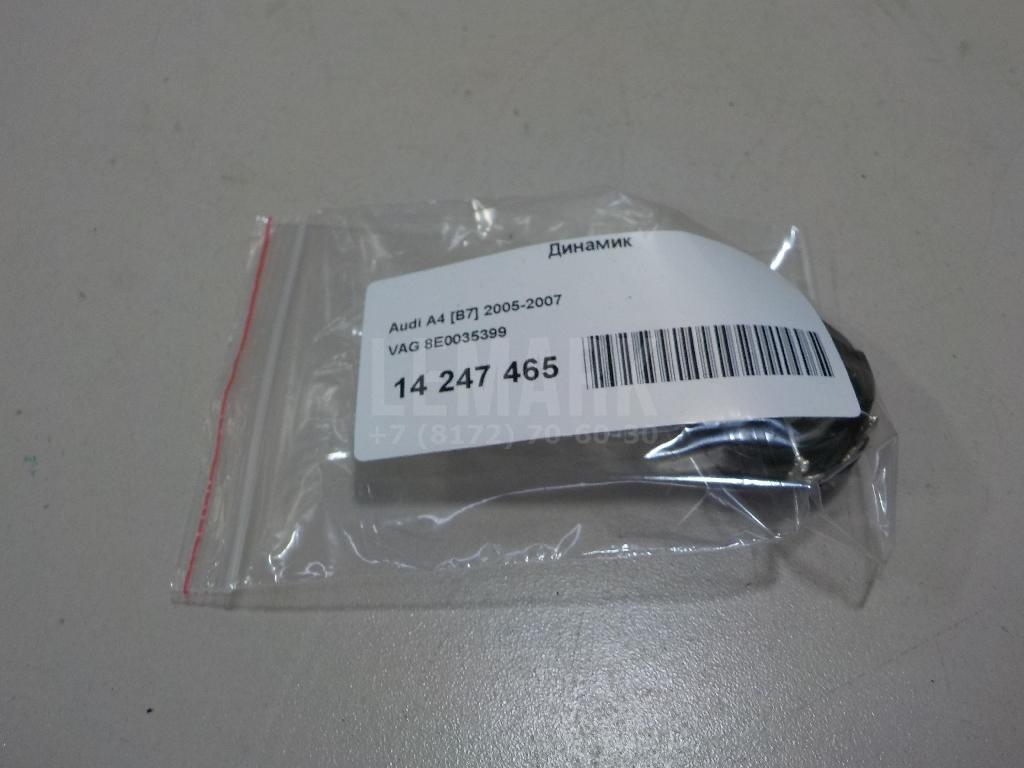 Динамик
Audi A4 [B7] 2005-2007
VAG 8E0035399
14 247 465
+7 (8172) 70-60-50